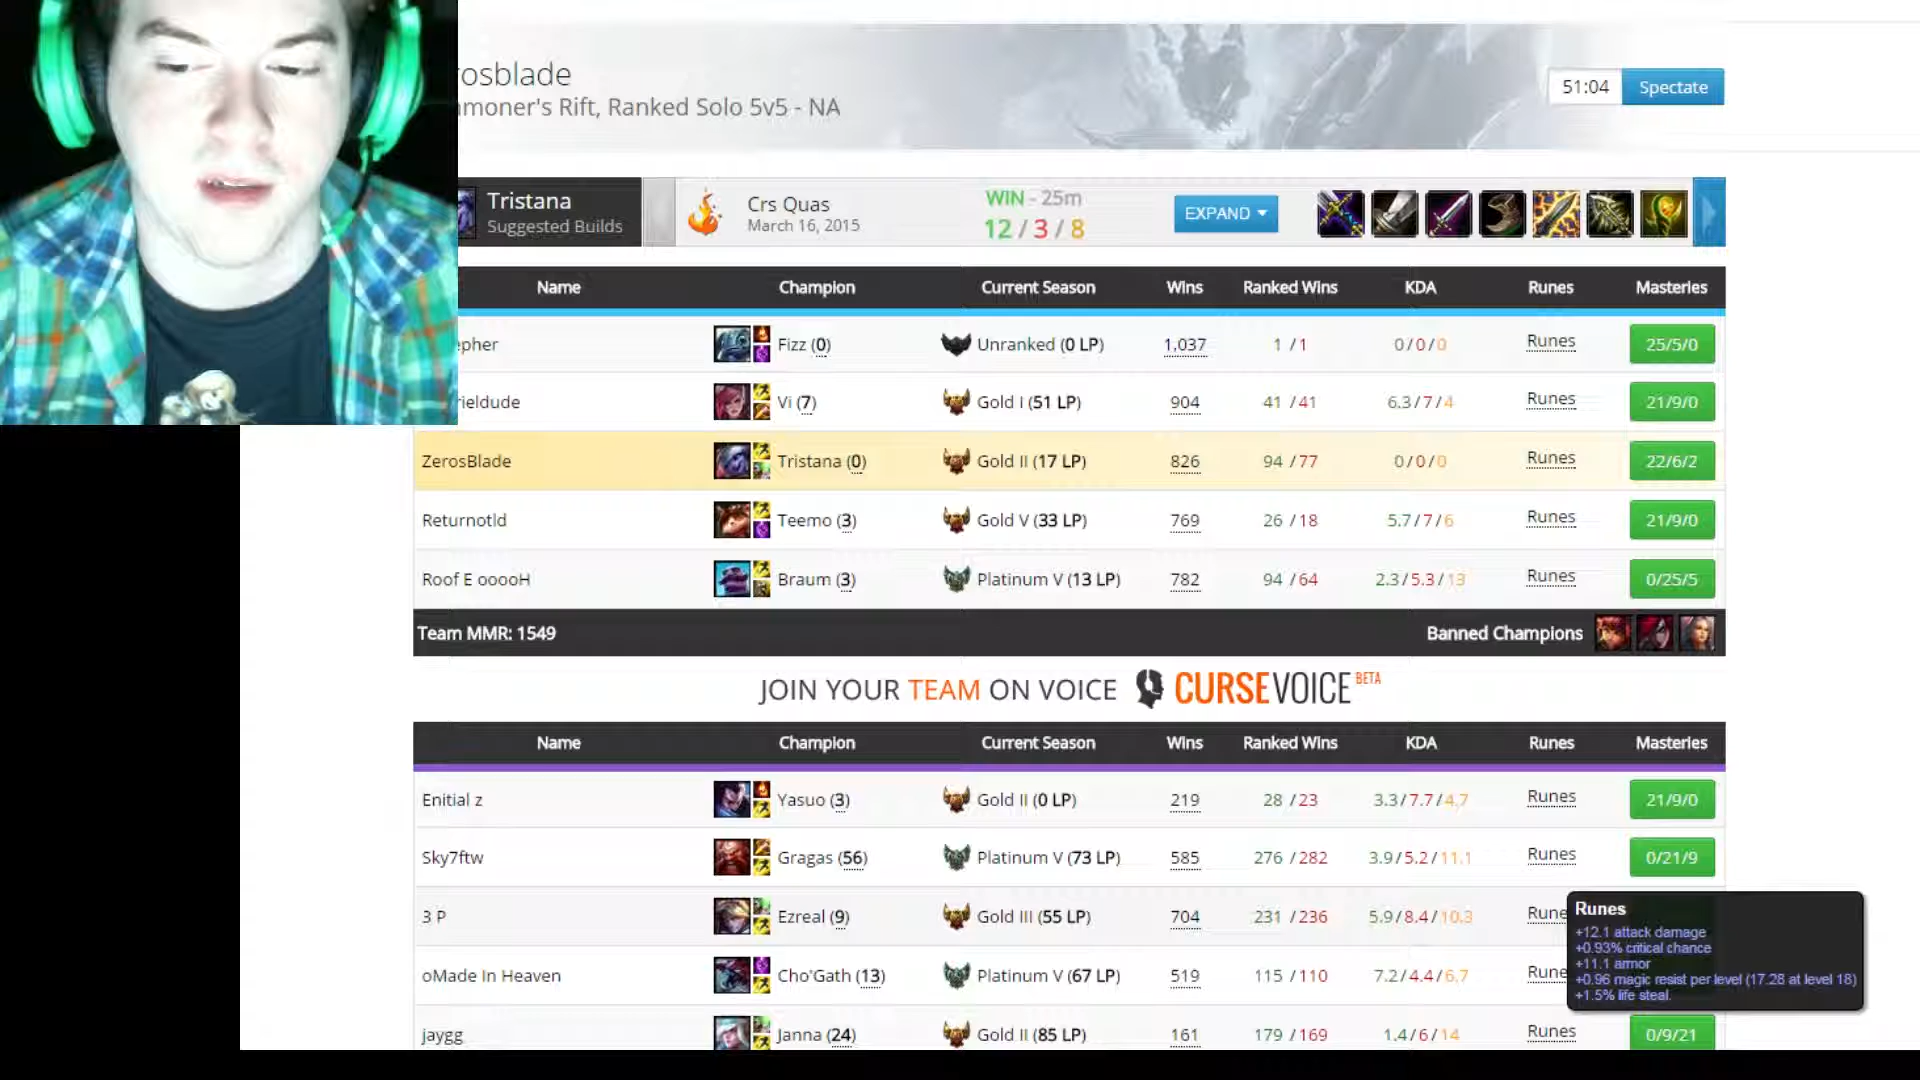 rosblade
mmoner's Rift, Ranked Solo 5v5 - NA
51:04 Spectate
Tristana
Suggested Builds
Crs Quas
March 16, 2015
WIN - 25m
12 / 3 / 8
EXPAND
Name Champion Current Season Wins Ranked Wins KDA Runes Masteries
epher Fizz (0) Unranked (0 LP) 1,037 1 / 1 0/0/0 Runes 25/5/0
rieldude Vi (7) Gold I (51 LP) 904 41 / 41 6.3/7/4 Runes 21/9/0
ZerosBlade Tristana (0) Gold II (17 LP) 826 94 / 77 0/0/0 Runes 22/6/2
Returnotld Teemo (3) Gold V (33 LP) 769 26 / 18 5.7/7/6 Runes 21/9/0
Roof E ooooH Braum (3) Platinum V (13 LP) 782 94 / 64 2.3/5.3/13 Runes 0/25/5
Team MMR: 1549 Banned Champions
JOIN YOUR TEAM ON VOICE CURSEVOICE BETA
Name Champion Current Season Wins Ranked Wins KDA Runes Masteries
Enitial z Yasuo (3) Gold II (0 LP) 219 28 / 23 3.3/7.7/4.7 Runes 21/9/0
Sky7ftw Gragas (56) Platinum V (73 LP) 585 276 / 282 3.9/5.2/11.1 Runes 0/21/9
3 P Ezreal (9) Gold III (55 LP) 704 231 / 236 5.9/8.4/10.3 Rune
oMade In Heaven Cho'Gath (13) Platinum V (67 LP) 519 115 / 110 7.2/4.4/6.7 Rune
jaygg Janna (24) Gold II (85 LP) 161 179 / 169 1.4/6/14 Runes 0/9/21
Runes
+12.1 attack damage
+0.93% critical chance
+11.1 armor
+0.96 magic resist per level (17.28 at level 18)
+1.5% life steal.